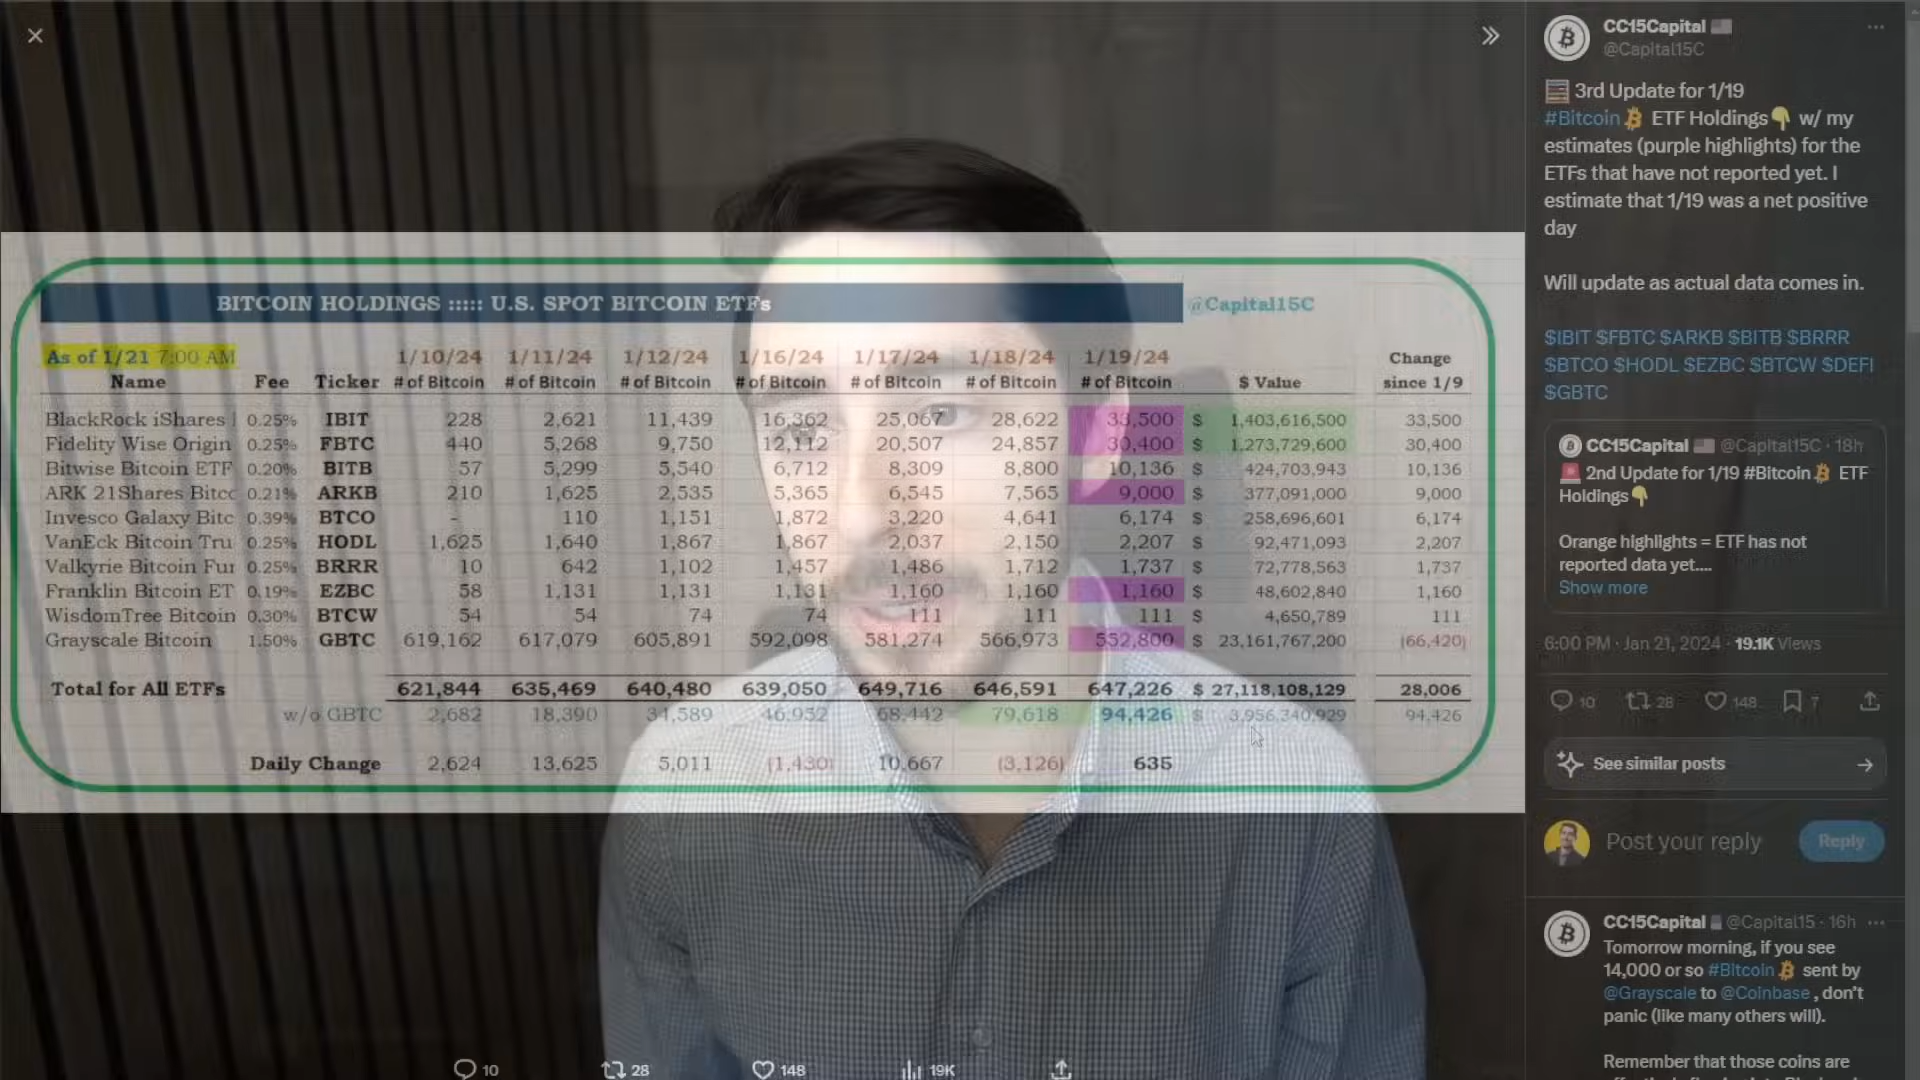 BITCOIN HOLDINGS ::::: U.S. SPOT BITCOIN ETFs @Capital15C
As of 1/21 7:00 AM 1/10/24 1/11/24 1/12/24 1/16/24 1/17/24 1/18/24 1/19/24 Change
Name Fee Ticker # of Bitcoin # of Bitcoin # of Bitcoin # of Bitcoin # of Bitcoin # of Bitcoin # of Bitcoin $ Value since 1/9
BlackRock iShares 0.25% IBIT 228 2,621 11,439 16,362 25,067 28,622 33,500 $ 1,403,616,500 33,500
Fidelity Wise Origin 0.25% FBTC 440 5,268 9,750 12,112 20,507 24,857 30,400 $ 1,273,729,600 30,400
Bitwise Bitcoin ETF 0.20% BITB 57 5,299 5,540 6,712 8,309 8,800 10,136 $ 424,703,943 10,136
ARK 21Shares Bitc 0.21% ARKB 210 1,625 2,535 5,365 6,545 7,565 9,000 $ 377,091,000 9,000
Invesco Galaxy Bitc 0.39% BTCO - 110 1,151 1,872 3,220 4,641 6,174 $ 258,696,601 6,174
VanEck Bitcoin Tru 0.25% HODL 1,625 1,640 1,867 1,867 2,037 2,150 2,207 $ 92,471,093 2,207
Valkyrie Bitcoin Fur 0.25% BRRR 10 642 1,102 1,457 1,486 1,712 1,737 $ 72,778,563 1,737
Franklin Bitcoin ET 0.19% EZBC 58 1,131 1,131 1,131 1,160 1,160 1,160 $ 48,602,840 1,160
WisdomTree Bitcoin 0.30% BTCW 54 54 74 74 111 111 111 $ 4,650,789 111
Grayscale Bitcoin 1.50% GBTC 619,162 617,079 605,891 592,098 581,274 566,973 552,800 $ 23,161,767,200 (66,420)
Total for All ETFs 621,844 635,469 640,480 639,050 649,716 646,591 647,226 $ 27,118,108,129 28,006
w/o GBTC 2,682 18,390 34,589 46,952 68,442 79,618 94,426 $ 3,956,340,929 94,426
Daily Change 2,624 13,625 5,011 (1,430) 10,667 (3,126) 635
10 28 148 19K
CC15Capital
@Capital15C
3rd Update for 1/19
#Bitcoin ETF Holdings w/ my
estimates (purple highlights) for the
ETFs that have not reported yet. I
estimate that 1/19 was a net positive
day
Will update as actual data comes in.
$IBIT $FBTC $ARKB $BITB $BRRR
$BTCO $HODL $EZBC $BTCW $DEFI
$GBTC
CC15Capital @Capital15C · 18h
2nd Update for 1/19 #Bitcoin ETF
Holdings
Orange highlights = ETF has not
reported data yet....
Show more
6:00 PM · Jan 21, 2024 · 19.1K Views
10 28 148 7
See similar posts
Post your reply Reply
CC15Capital @Capital15 · 16h
Tomorrow morning, if you see
14,000 or so #Bitcoin sent by
@Grayscale to @Coinbase , don't
panic (like many others will).
Remember that those coins are